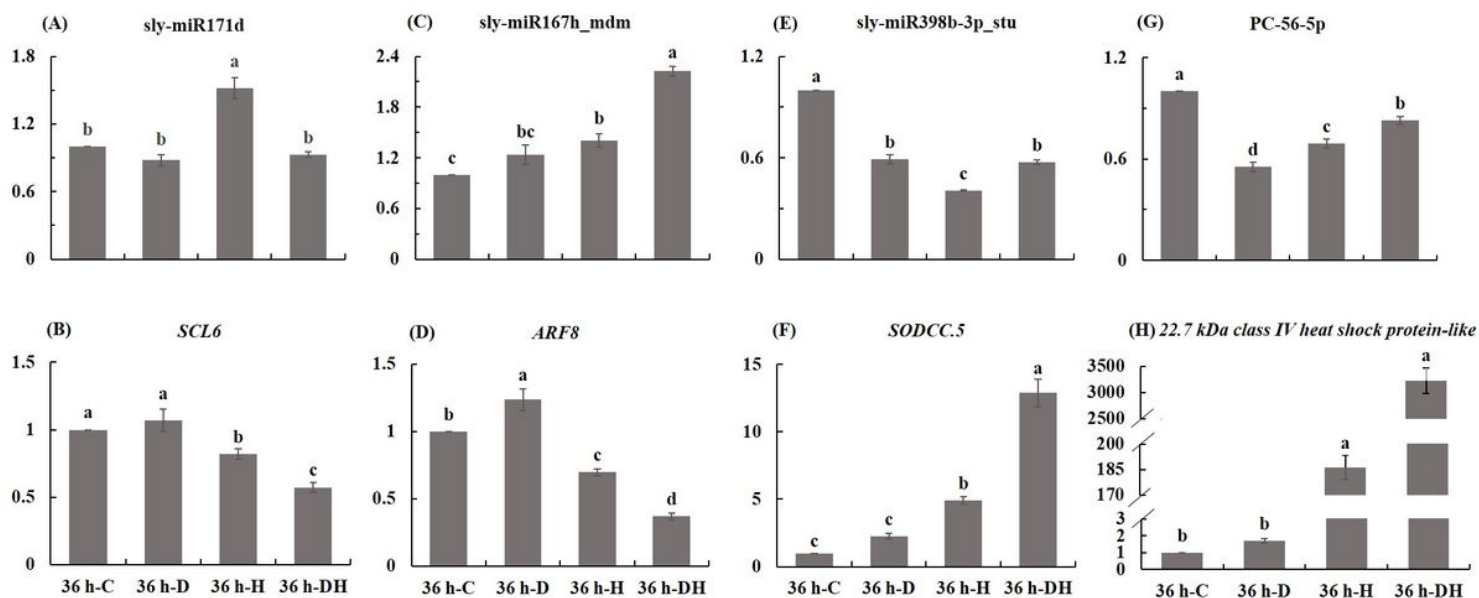 (A) sly-miR171d
1.8
1.2
0.6
0
b b a b
(C) sly-miR167h_mdm
2.4
1.8
1.2
0.6
0
c bc b a
(E) sly-miR398b-3p_stu
1.2
0.6
0
a b c b
(G) PC-56-5p
1.2
0.6
0
a d c b
(B) SCL6
1.5
1
0.5
0
a a b c
36 h-C 36 h-D 36 h-H 36 h-DH
(D) ARF8
1.5
1
0.5
0
b a c d
36 h-C 36 h-D 36 h-H 36 h-DH
(F) SODCC.5
15
10
5
0
c c b a
36 h-C 36 h-D 36 h-H 36 h-DH
(H) 22.7 kDa class IV heat shock protein-like
3500
3000
2500
200
185
170
3
2
1
0
b b a a
36 h-C 36 h-D 36 h-H 36 h-DH